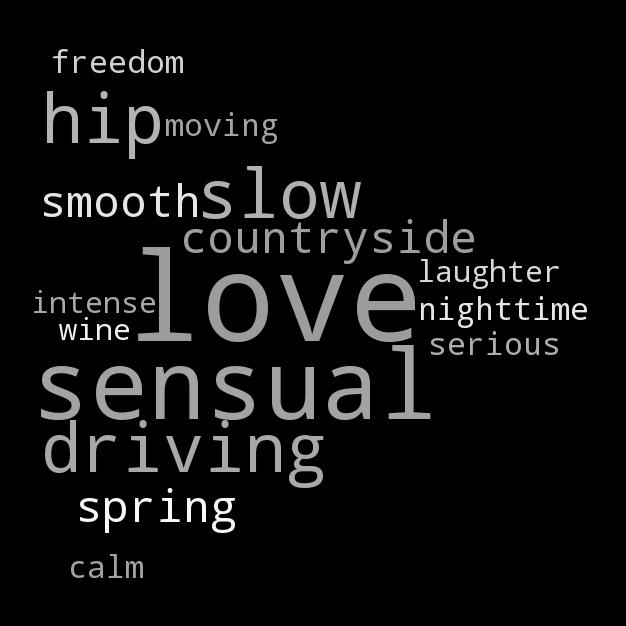 freedom
hip moving
smooth slow
countryside
love laughter
intense nighttime
wine serious
sensual
driving
spring
calm